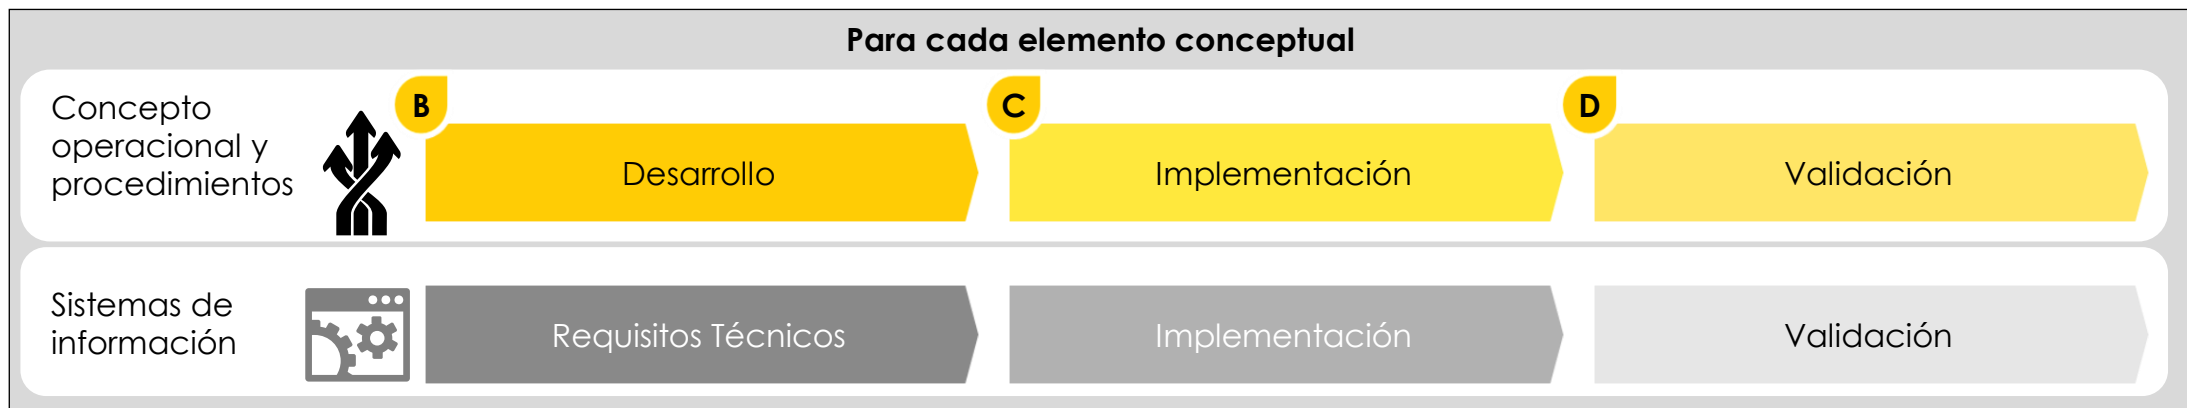 Para cada elemento conceptual
Concepto
operacional y
procedimientos
B
Desarrollo
C
Implementación
D
Validación
Sistemas de
información
Requisitos Técnicos
Implementación
Validación